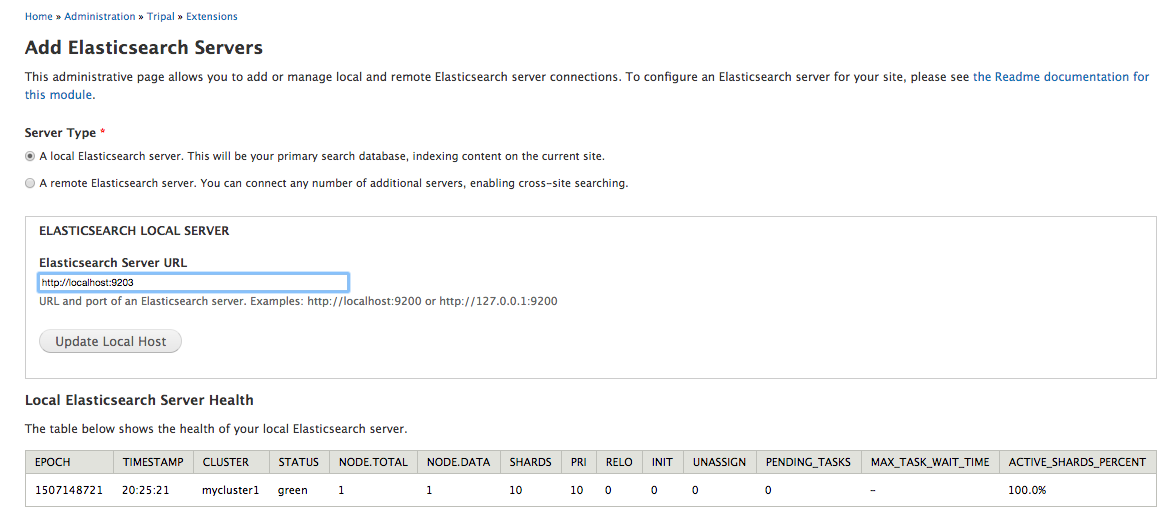 Home » Administration » Tripal » Extensions
Add Elasticsearch Servers
This administrative page allows you to add or manage local and remote Elasticsearch server connections. To configure an Elasticsearch server for your site, please see the Readme documentation for
this module.
Server Type *
A local Elasticsearch server. This will be your primary search database, indexing content on the current site.
A remote Elasticsearch server. You can connect any number of additional servers, enabling cross-site searching.
ELASTICSEARCH LOCAL SERVER
Elasticsearch Server URL
http://localhost:9203
URL and port of an Elasticsearch server. Examples: http://localhost:9200 or http://127.0.0.1:9200
Update Local Host
Local Elasticsearch Server Health
The table below shows the health of your local Elasticsearch server.
EPOCH TIMESTAMP CLUSTER STATUS NODE.TOTAL NODE.DATA SHARDS PRI RELO INIT UNASSIGN PENDING_TASKS MAX_TASK_WAIT_TIME ACTIVE_SHARDS_PERCENT
1507148721 20:25:21 mycluster1 green 1 1 10 10 0 0 0 0 - 100.0%